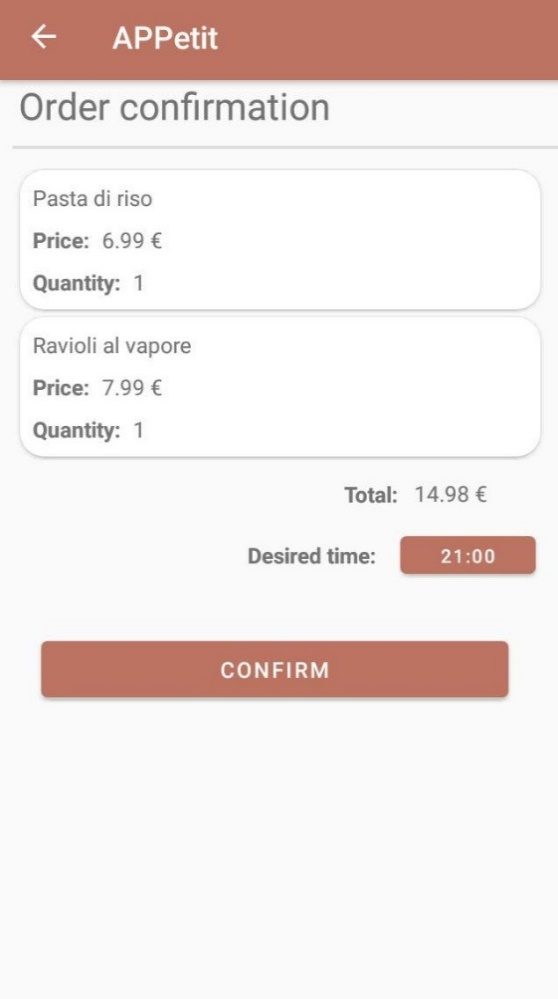 APPetit
Order confirmation
Pasta di riso
Price: 6.99 €
Quantity: 1
Ravioli al vapore
Price: 7.99 €
Quantity: 1
Total: 14.98 €
Desired time: 21:00
CONFIRM